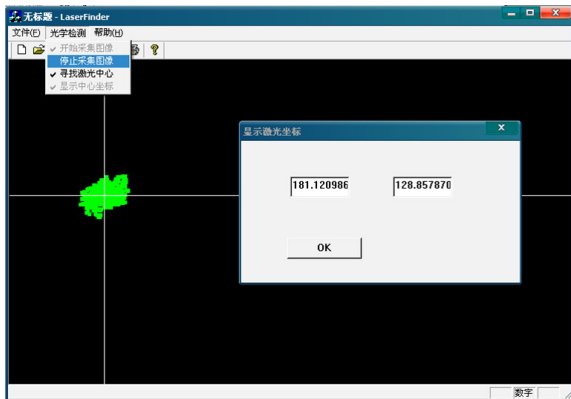 无标题 - LaserFinder
文件(F) 光学检测 帮助(H)
开始采集图像
停止采集图像
寻找激光中心
显示中心坐标
显示激光坐标
181.120986 128.857870
OK
数字